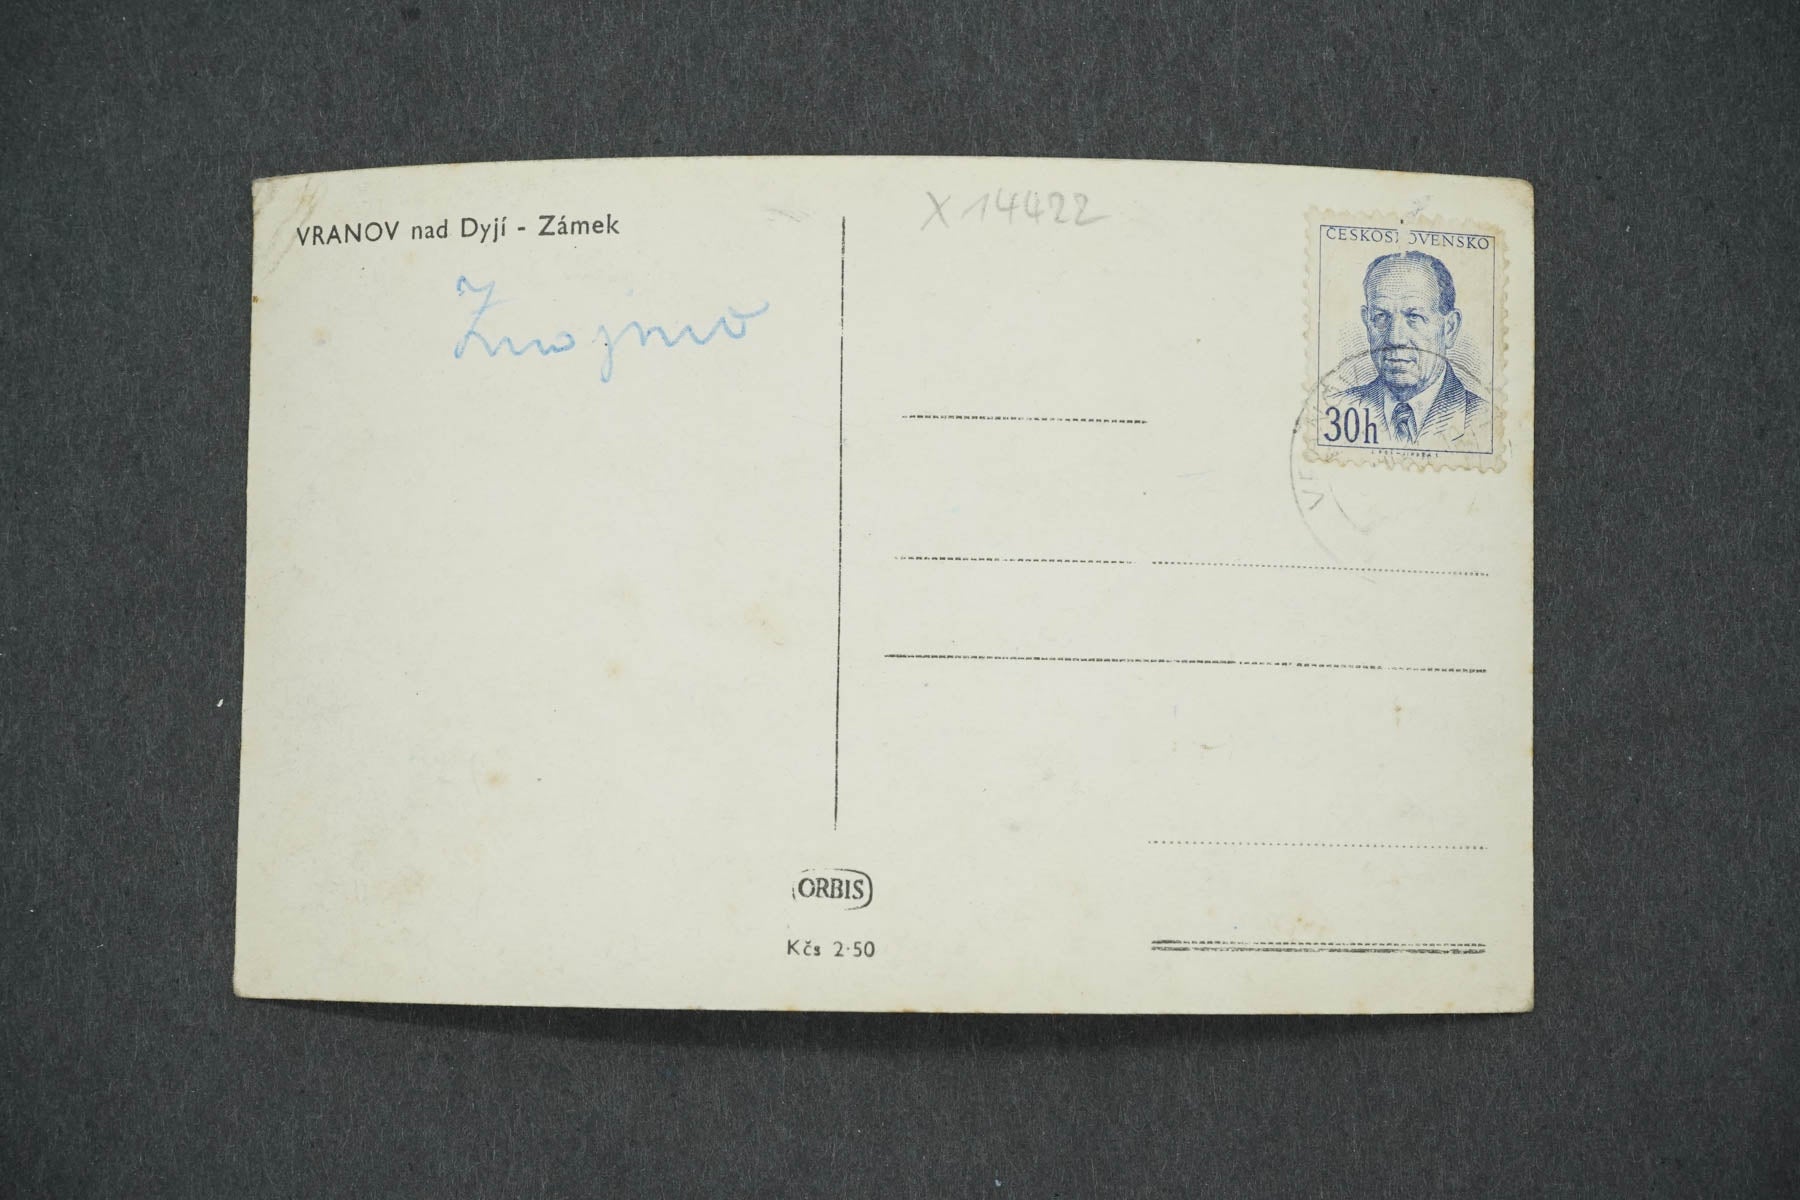 VRANOV nad Dyjí - Zámek
Znojmo
X 14422
ČESKOSLOVENSKO
30h
ORBIS
Kčs 2·50